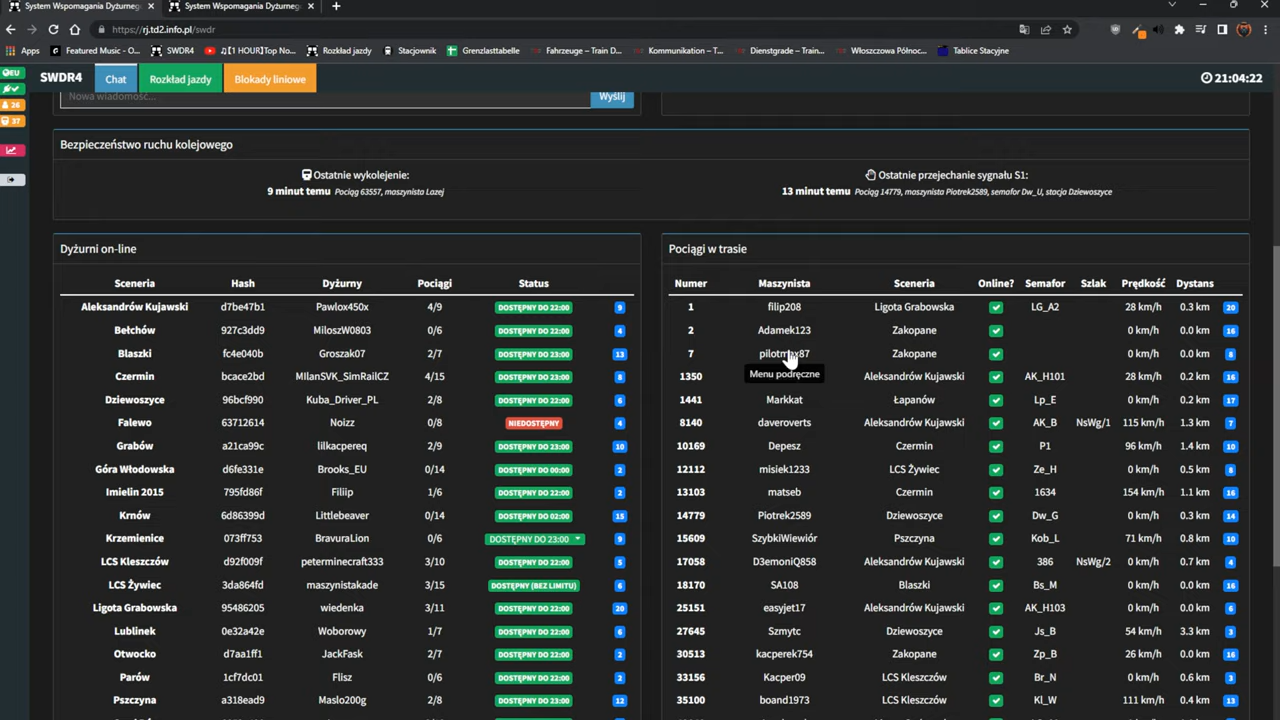 System Wspomagania Dyżurneg
System Wspomagania Dyżurneg
https://rj.td2.info.pl/swdr
Apps
Featured Music - O...
SWDR4
[1 HOUR] Top No...
Rozkład jazdy
Stacjownik
Grenzlasttabelle
Fahrzeuge – Train D...
Kommunikation – T...
Dienstgrade – Train...
Włoszczowa Północ...
Tablice Stacyjne
EU
26
37
SWDR4
Chat
Rozkład jazdy
Blokady liniowe
21:04:22
Nowa wiadomość...
Wyślij
Bezpieczeństwo ruchu kolejowego
Ostatnie wykolejenie:
9 minut temu Pociąg 63557, maszynista Lazej
Ostatnie przejechanie sygnału S1:
13 minut temu Pociąg 14779, maszynista Piotrek2589, semafor Dw_U, stacja Dziewoszyce
Dyżurni on-line
Sceneria Hash Dyżurny Pociągi Status
Aleksandrów Kujawski d7be47b1 Pawlox450x 4/9 DOSTĘPNY DO 22:00 9
Bełchów 927c3dd9 MiloszW0803 0/6 DOSTĘPNY DO 22:00 4
Blaszki fc4e040b Groszak07 2/7 DOSTĘPNY DO 23:00 13
Czermin bcace2bd MIlanSVK_SimRailCZ 4/15 DOSTĘPNY DO 23:00 8
Dziewoszyce 96bcf990 Kuba_Driver_PL 2/8 DOSTĘPNY DO 22:00 6
Falewo 63712614 Noizz 0/8 NIEDOSTĘPNY 4
Grabów a21ca99c lilkacpereq 2/9 DOSTĘPNY DO 23:00 10
Góra Włodowska d6fe331e Brooks_EU 0/14 DOSTĘPNY DO 00:00 2
Imielin 2015 795fd86f Filiip 1/6 DOSTĘPNY DO 22:00 2
Krnów 6d86399d Littlebeaver 0/14 DOSTĘPNY DO 02:00 15
Krzemienice 073ff753 BravuraLion 0/6 DOSTĘPNY DO 23:00 9
LCS Kleszczów d92f009f peterminecraft333 3/10 DOSTĘPNY DO 22:00 5
LCS Żywiec 3da864fd maszynistakade 3/15 DOSTĘPNY (BEZ LIMITU) 6
Ligota Grabowska 95486205 wiedenka 3/11 DOSTĘPNY DO 22:00 20
Lublinek 0e32a42e Woborowy 1/7 DOSTĘPNY DO 22:00 6
Otwocko d7aa1ff1 JackFask 2/7 DOSTĘPNY DO 22:00 2
Parów 1cf7dc01 Flisz 0/6 DOSTĘPNY DO 22:00 2
Pszczyna a318ead9 Maslo200g 2/8 DOSTĘPNY DO 22:00 12
Pociągi w trasie
Numer Maszynista Sceneria Online? Semafor Szlak Prędkość Dystans
1 filip208 Ligota Grabowska LG_A2 28 km/h 0.3 km 20
2 Adamek123 Zakopane 0 km/h 0.0 km 16
7 Zakopane 0 km/h 0.0 km 8
Menu podręczne
1350 Aleksandrów Kujawski AK_H101 28 km/h 0.2 km 16
1441 Markkat Łapanów Lp_E 0 km/h 0.2 km 17
8140 daveroverts Aleksandrów Kujawski AK_B NsWg/1 115 km/h 1.3 km 7
10169 Depesz Czermin P1 96 km/h 1.4 km 10
12112 misiek1233 LCS Żywiec Ze_H 0 km/h 0.5 km 6
13103 matseb Czermin 1634 154 km/h 1.1 km 16
14779 Piotrek2589 Dziewoszyce Dw_G 0 km/h 0.3 km 14
15609 SzybkiWiewiór Pszczyna Kob_L 71 km/h 0.8 km 10
17058 D3emoniQ858 Aleksandrów Kujawski 386 NsWg/2 0 km/h 0.7 km 4
18170 SA108 Blaszki Bs_M 0 km/h 0.0 km 16
25151 easyjet17 Aleksandrów Kujawski AK_H103 0 km/h 0.0 km 6
27645 Szmytc Dziewoszyce Js_B 54 km/h 3.3 km 3
30513 kacperek754 Zakopane Zp_B 26 km/h 0.0 km 16
33156 Kacper09 LCS Kleszczów Br_N 0 km/h 0.6 km 3
35100 boand1973 LCS Kleszczów Kl_W 111 km/h 0.4 km 13